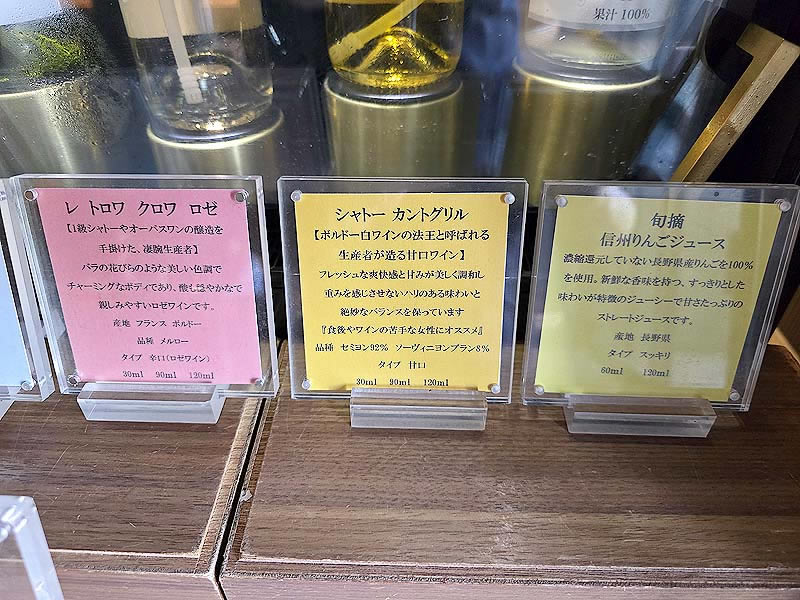 果汁 100%
レ トロワ クロワ ロゼ
【1級シャトーやオーパスワンの醸造を
手掛けた、凄腕生産者】
バラの花びらのような美しい色調で
チャーミングなボディであり、酸も穏やかなで
親しみやすいロゼワインです。
産地 フランス ボルドー
品種 メルロー
タイプ 辛口(ロゼワイン)
30ml 90ml 120ml
シャトー カントグリル
【ボルドー白ワインの法王と呼ばれる
生産者が造る甘口ワイン】
フレッシュな爽快感と甘みが美しく調和し
重みを感じさせないハリのある味わいと
絶妙なバランスを保っています
『食後やワインの苦手な女性にオススメ』
品種 セミヨン92% ソーヴィニヨンブラン8%
タイプ 甘口
30ml 90ml 120ml
旬摘
信州りんごジュース
濃縮還元していない長野県産りんごを100%
を使用。新鮮な香味を持つ、すっきりとした
味わいが特徴のジューシーで甘さたっぷりの
ストレートジュースです。
産地 長野県
タイプ スッキリ
60ml 120ml